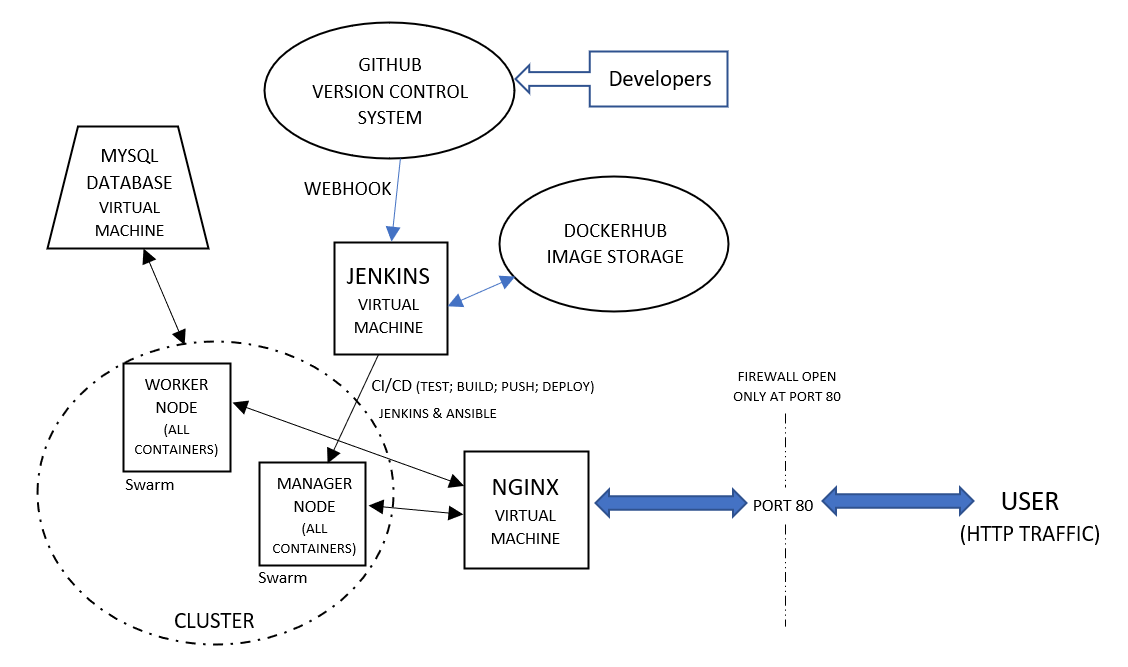 GITHUB
VERSION CONTROL
SYSTEM
Developers
MYSQL
DATABASE
VIRTUAL
MACHINE
WEBHOOK
DOCKERHUB
IMAGE STORAGE
JENKINS
VIRTUAL
MACHINE
CI/CD (TEST; BUILD; PUSH; DEPLOY)
JENKINS & ANSIBLE
FIREWALL OPEN
ONLY AT PORT 80
WORKER
NODE
(ALL
CONTAINERS)
Swarm
MANAGER
NODE
(ALL
CONTAINERS)
Swarm
NGINX
VIRTUAL
MACHINE
PORT 80
USER
(HTTP TRAFFIC)
CLUSTER